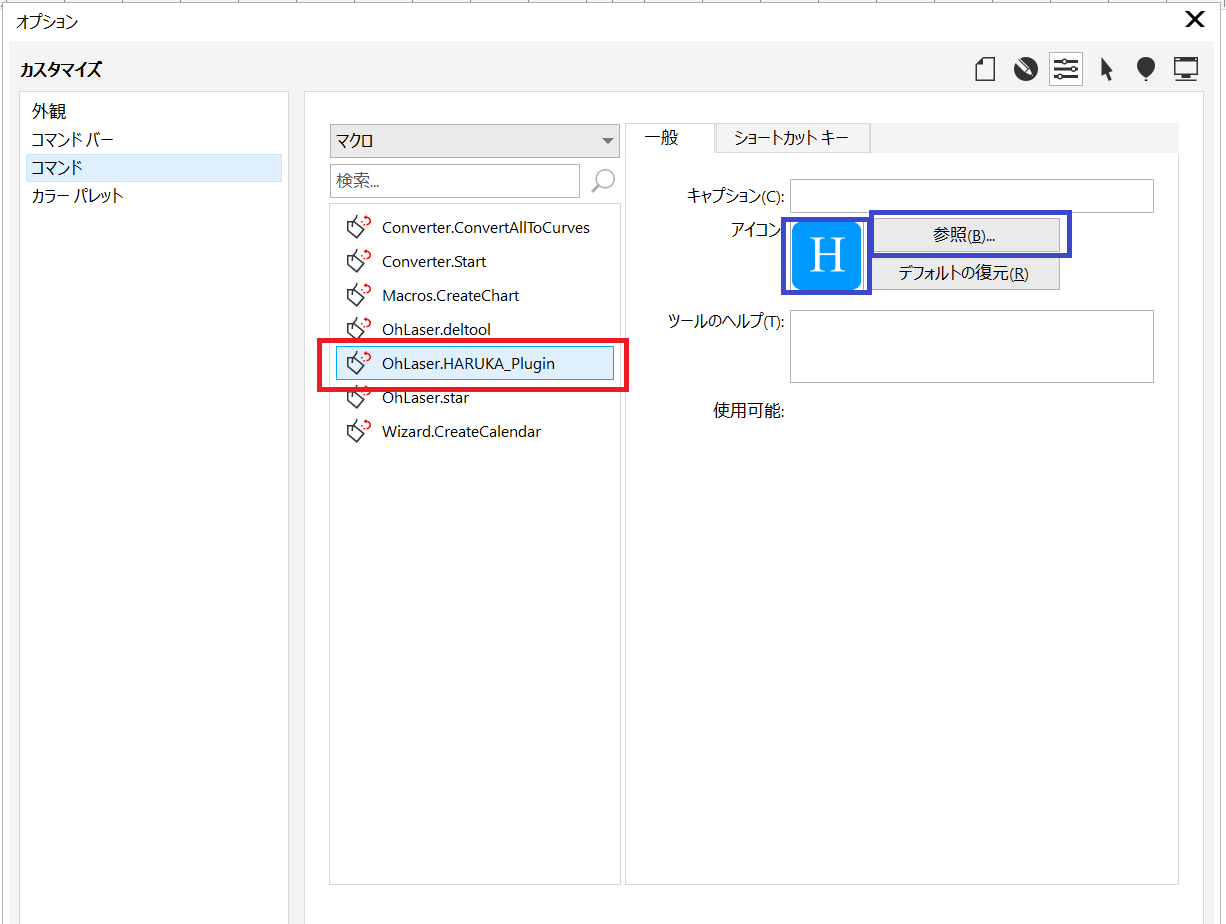 オプション
カスタマイズ
外観
コマンド バー
コマンド
カラー パレット
マクロ
検索...
Converter.ConvertAllToCurves
Converter.Start
Macros.CreateChart
OhLaser.deltool
OhLaser.HARUKA_Plugin
OhLaser.star
Wizard.CreateCalendar
一般
ショートカット キー
キャプション(C):
アイコン
H
参照(B)...
デフォルトの復元(R)
ツールのヘルプ(T):
使用可能: